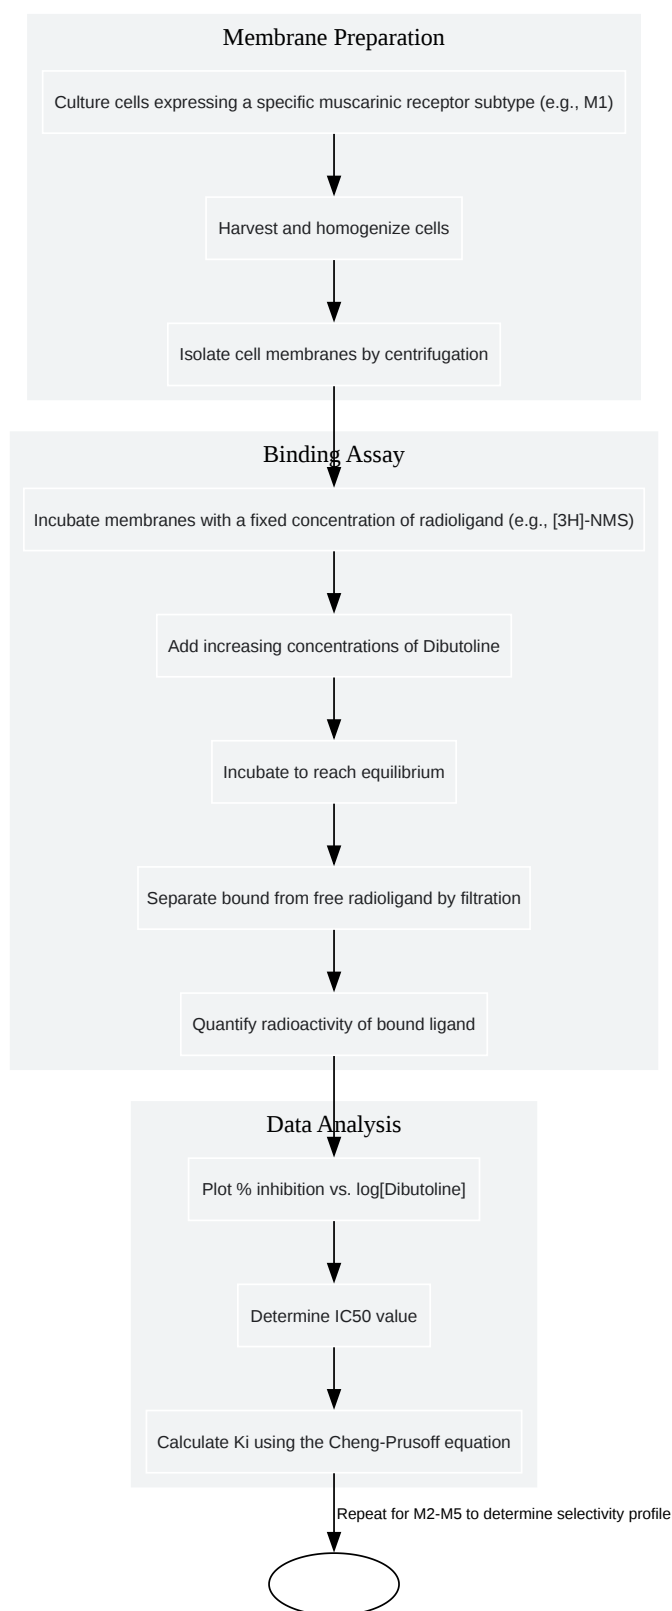 Membrane Preparation
Culture cells expressing a specific muscarinic receptor subtype (e.g., M1)
Harvest and homogenize cells
Isolate cell membranes by centrifugation
Binding Assay
Incubate membranes with a fixed concentration of radioligand (e.g., [3H]-NMS)
Add increasing concentrations of Dibutoline
Incubate to reach equilibrium
Separate bound from free radioligand by filtration
Quantify radioactivity of bound ligand
Data Analysis
Plot % inhibition vs. log[Dibutoline]
Determine IC50 value
Calculate Ki using the Cheng-Prusoff equation
Repeat for M2-M5 to determine selectivity profile